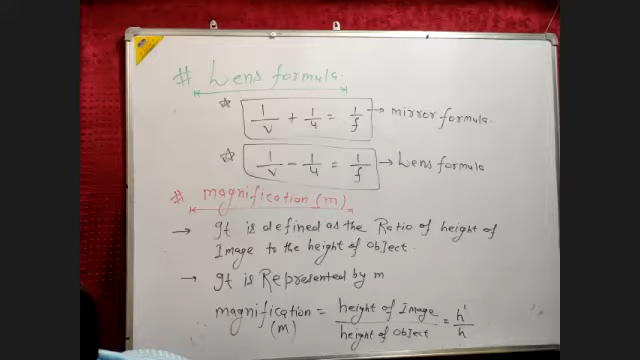 # Lens formula
☆ 1/v + 1/u = 1/f → mirror formula.
☆ 1/v - 1/u = 1/f → Lens formula
# magnification (m)
→ It is defined as the Ratio of height of
Image to the height of Object.
→ It is Represented by m
magnification (m) = height of Image / height of Object = h'/h